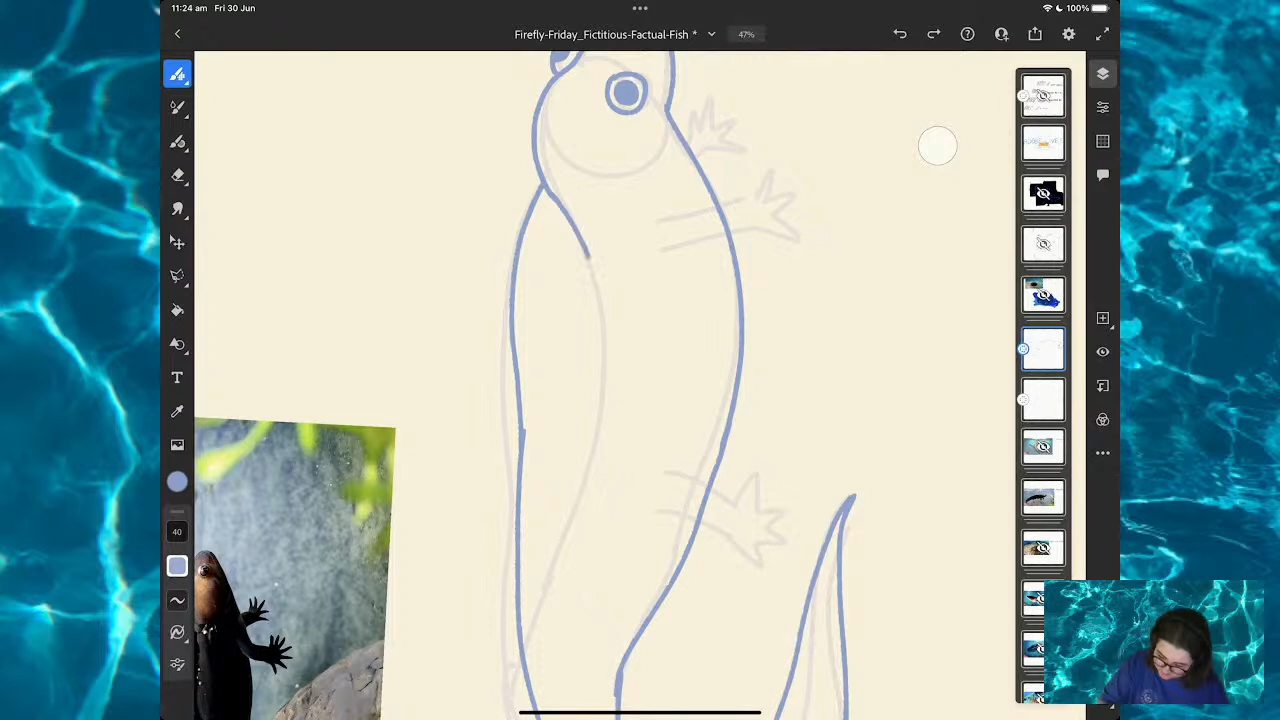 11:24 am Fri 30 Jun
100%
Firefly-Friday_Fictitious-Factual-Fish *
47%
T
40